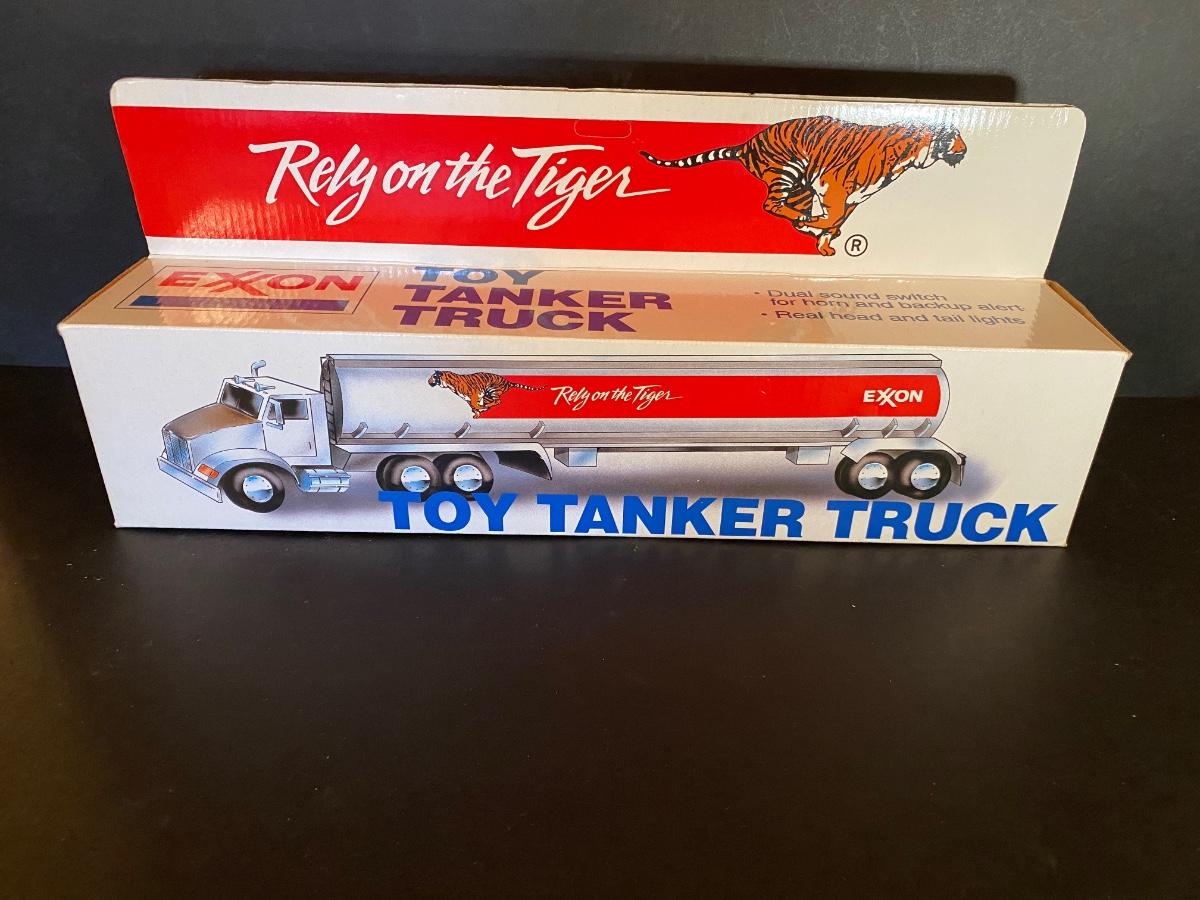 Rely on the Tiger
®
EXXON
TOY
TANKER
TRUCK
• Dual sound switch
for horn and backup alert
• Real head and tail lights
Rely on the Tiger
EXXON
TOY TANKER TRUCK